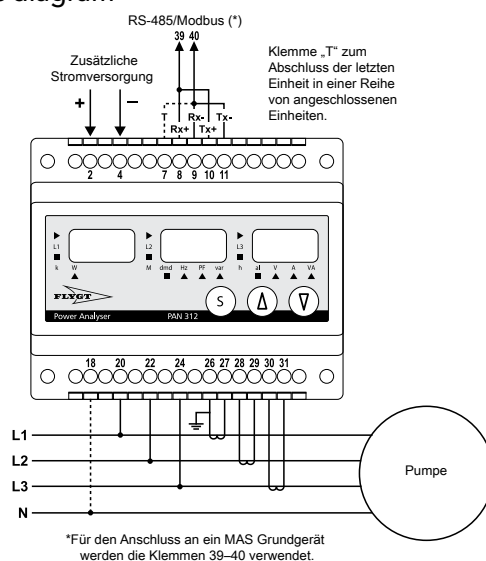 diagram
RS-485/Modbus (*)
39 40
Zusätzliche
Stromversorgung
Klemme „T" zum
Abschluss der letzten
Einheit in einer Reihe
von angeschlossenen
Einheiten.
+ –
T Rx- Tx-
Rx+ Tx+
2 4 7 8 9 10 11
L1 L2 L3
k W M dmd Hz PF var h al V A VA
FLYGT
S
Power Analyser PAN 312
18 20 22 24 26 27 28 29 30 31
L1
L2
L3
N
Pumpe
*Für den Anschluss an ein MAS Grundgerät
werden die Klemmen 39–40 verwendet.